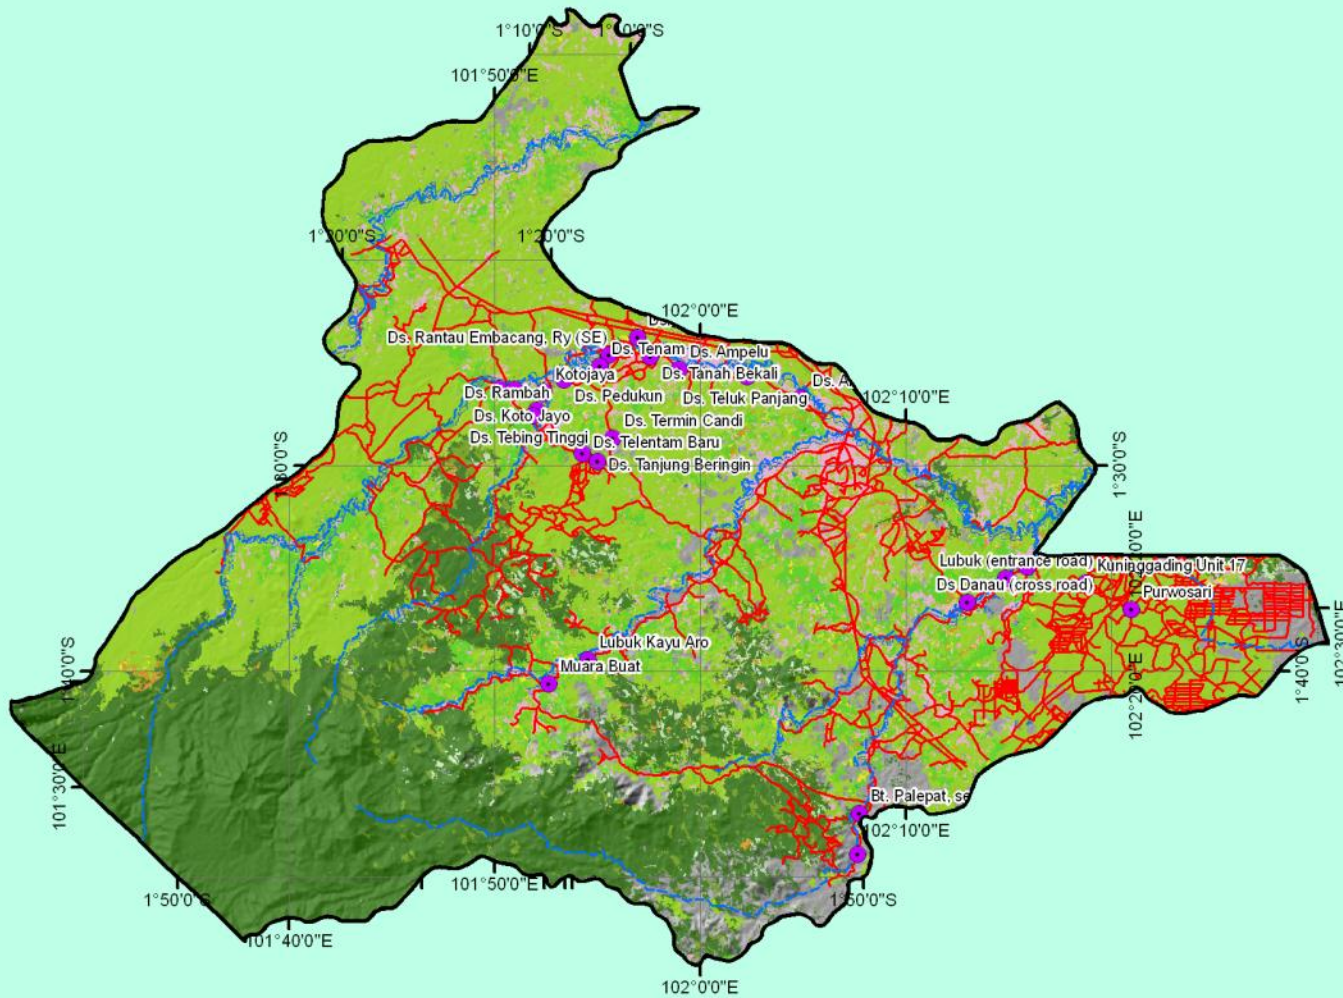 1°10'0"S
101°50'0"E
1°20'0"S
1°20'0"S
102°0'0"E
Ds. Rantau Embacang, Ry (SE)
Ds. Tenam
Ds. Ampelu
Kotojaya
Ds. Tanah Bekali
Ds. Rambah
Ds. Pedukun
Ds. Teluk Panjang
102°10'0"E
Ds. Koto Jayo
Ds. Termin Candi
Ds. Tebing Tinggi
Ds. Telentam Baru
Ds. Tanjung Beringin
1°30'0"S
Lubuk (entrance road)
Kuninggading Unit 17
Ds Danau (cross road)
Purwosari
102°30'0"E
Lubuk Kayu Aro
Muara Buat
1°40'0"S
1°40'0"S
102°20'0"E
101°30'0"E
Bt. Palepat, se
102°10'0"E
101°50'0"E
1°50'0"S
1°50'0"S
101°40'0"E
102°0'0"E